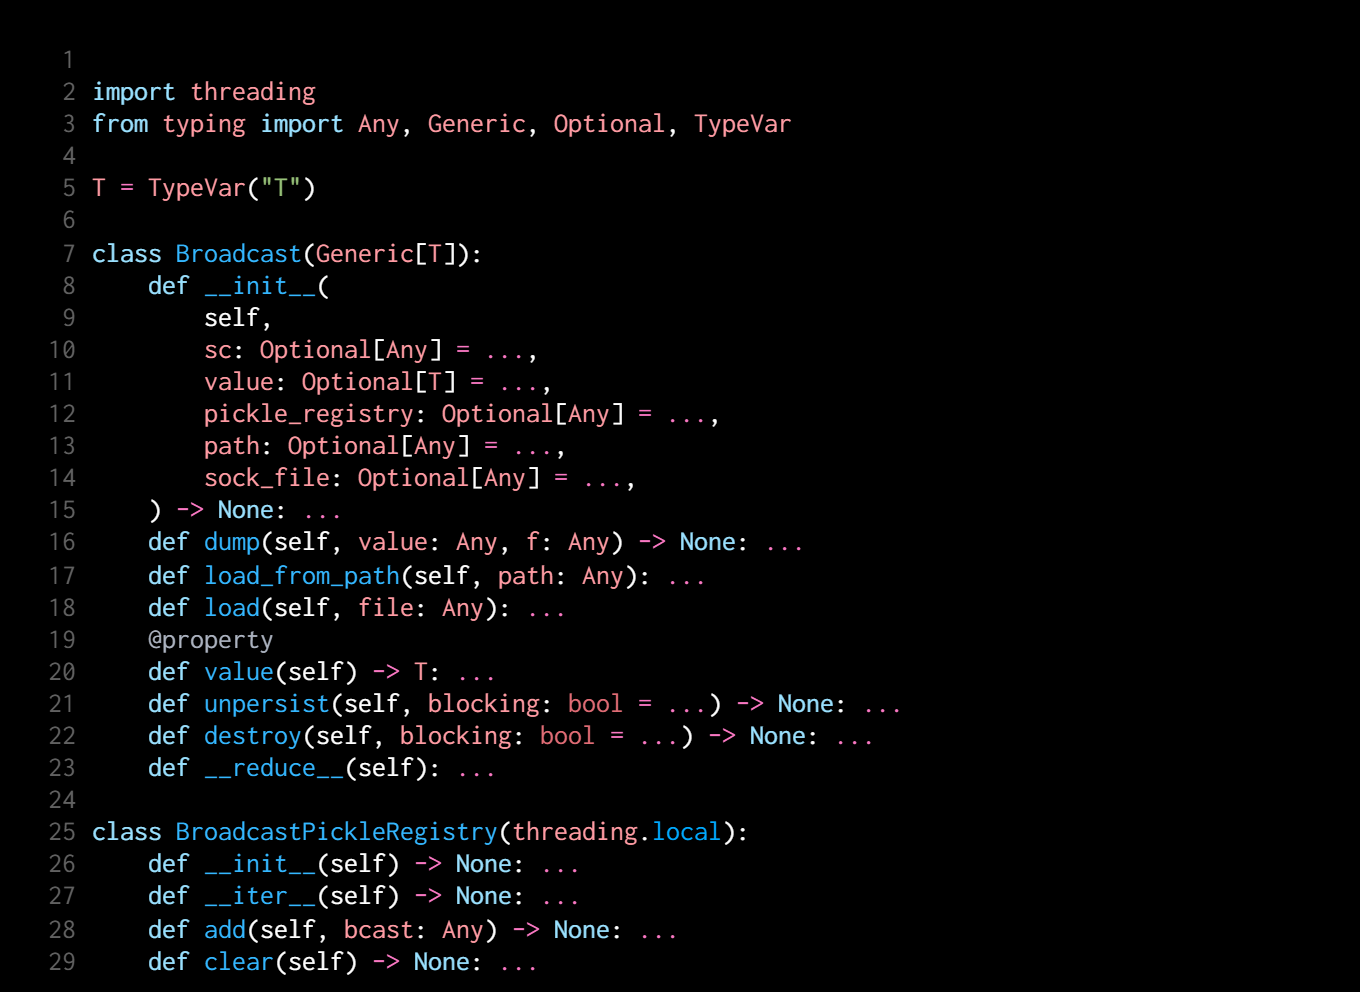 1
2 import threading
3 from typing import Any, Generic, Optional, TypeVar
4
5 T = TypeVar("T")
6
7 class Broadcast(Generic[T]):
8     def __init__(
9         self,
10         sc: Optional[Any] = ...,
11         value: Optional[T] = ...,
12         pickle_registry: Optional[Any] = ...,
13         path: Optional[Any] = ...,
14         sock_file: Optional[Any] = ...,
15     ) -> None: ...
16     def dump(self, value: Any, f: Any) -> None: ...
17     def load_from_path(self, path: Any): ...
18     def load(self, file: Any): ...
19     @property
20     def value(self) -> T: ...
21     def unpersist(self, blocking: bool = ...) -> None: ...
22     def destroy(self, blocking: bool = ...) -> None: ...
23     def __reduce__(self): ...
24
25 class BroadcastPickleRegistry(threading.local):
26     def __init__(self) -> None: ...
27     def __iter__(self) -> None: ...
28     def add(self, bcast: Any) -> None: ...
29     def clear(self) -> None: ...